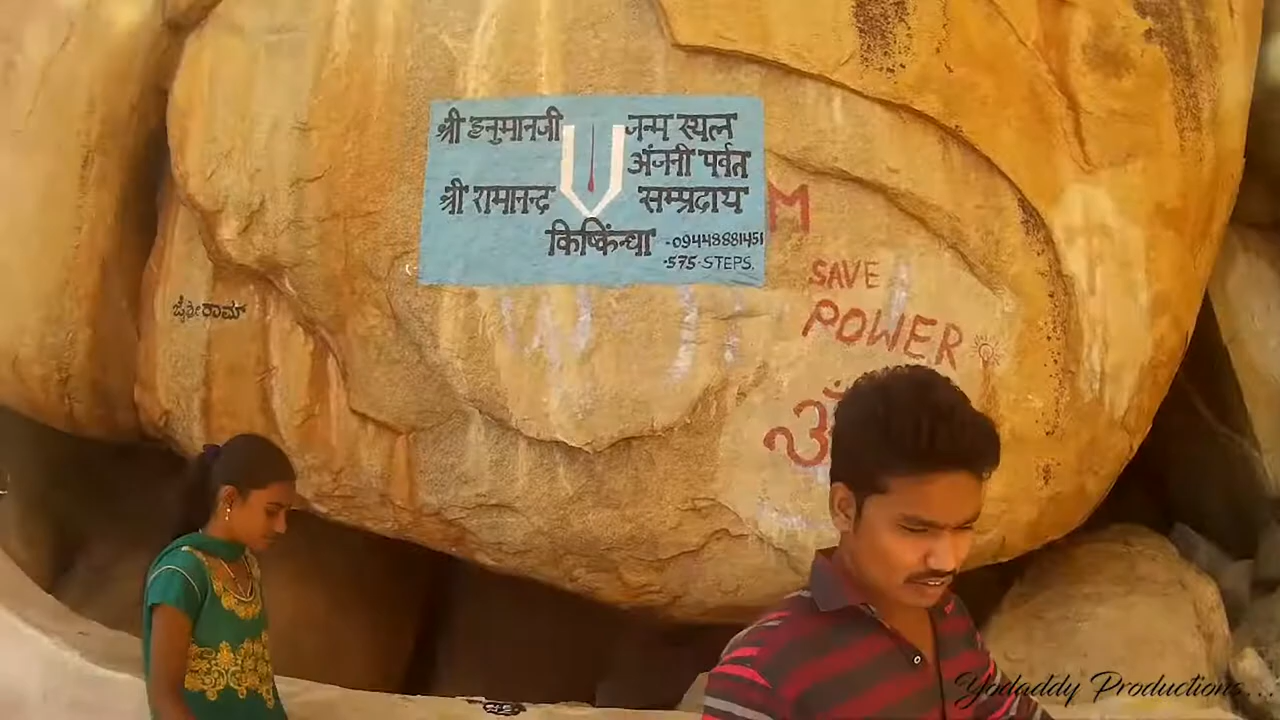 श्री हनुमानजी जन्म स्थल
अंजनी पर्वत
श्री रामानन्द सम्प्रदाय
किष्किंन्धा -09448881451
-575-STEPS.
M
SAVE
POWER
ಜೈಶ್ರೀರಾಮ್
ॐ
Yodaddy Productions...